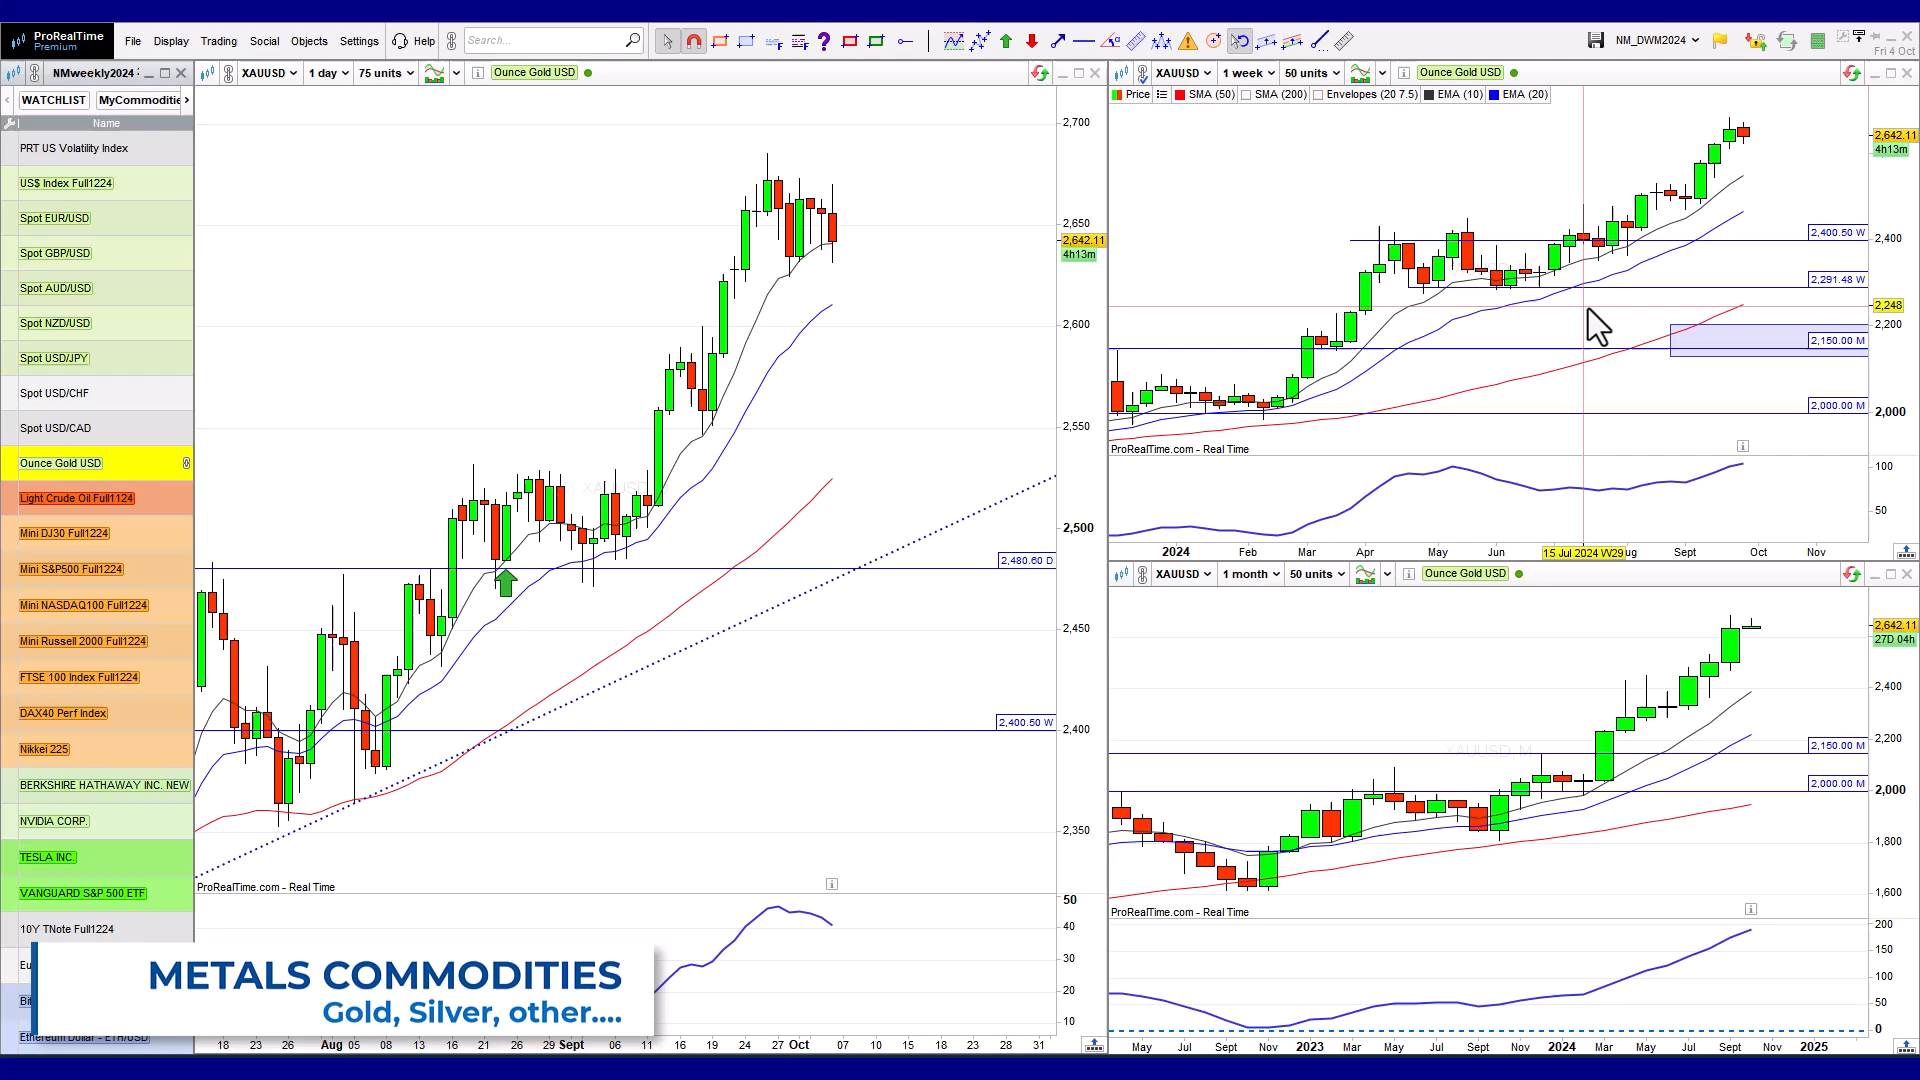 ProRealTime
Premium
File Display Trading Social Objects Settings Help Search... NM_DWM2024 Fri 4 Oct
NMweekly2024
WATCHLIST MyCommoditie
Name
PRT US Volatility Index
US$ Index Full1224
Spot EUR/USD
Spot GBP/USD
Spot AUD/USD
Spot NZD/USD
Spot USD/JPY
Spot USD/CHF
Spot USD/CAD
Ounce Gold USD
Light Crude Oil Full1124
Mini DJ30 Full1224
Mini S&P500 Full1224
Mini NASDAQ100 Full1224
Mini Russell 2000 Full1224
FTSE 100 Index Full1224
DAX40 Perf Index
Nikkei 225
BERKSHIRE HATHAWAY INC. NEW
NVIDIA CORP.
TESLA INC.
VANGUARD S&P 500 ETF
10Y TNote Full1224
Eu
Bit
Ethereum Dollar - ETH/USD
METALS COMMODITIES
Gold, Silver, other....
XAUUSD 1 day 75 units Ounce Gold USD
2,700
2,650
2,642.11
4h13m
2,600
2,550
2,500
2,480.60 D
2,450
2,400.50 W
2,400
2,350
XAUUSD
ProRealTime.com - Real Time
50
40
30
20
10
18 23 26 Aug 05 08 13 16 21 26 29 Sept 06 11 16 19 24 27 Oct 07 10 15 18 23 28 31
XAUUSD 1 week 50 units Ounce Gold USD
Price SMA (50) SMA (200) Envelopes (20 7.5) EMA (10) EMA (20)
2,642.11
4h13m
2,400.50 W
2,400
2,291.48 W
2,248
2,200
2,150.00 M
2,000.00 M
2,000
ProRealTime.com - Real Time
100
50
2024 Feb Mar Apr May Jun 15 Jul 2024 W29 ug Sept Oct Nov
XAUUSD 1 month 50 units Ounce Gold USD
2,642.11
27D 04h
2,400
2,200
2,150.00 M
2,000.00 M
2,000
1,800
1,600
XAUUSD, M
ProRealTime.com - Real Time
200
150
100
50
0
May Jul Sept Nov 2023 Mar May Jul Sept Nov 2024 Mar May Jul Sept Nov 2025